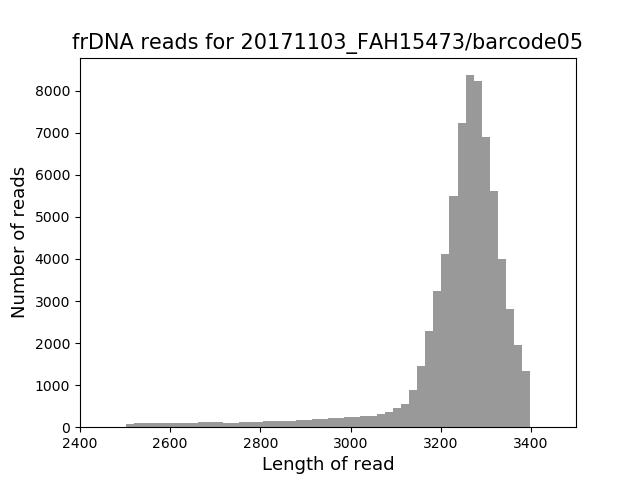 frDNA reads for 20171103_FAH15473/barcode05
8000
7000
6000
5000
4000
3000
2000
1000
0
Number of reads
2400 2600 2800 3000 3200 3400
Length of read